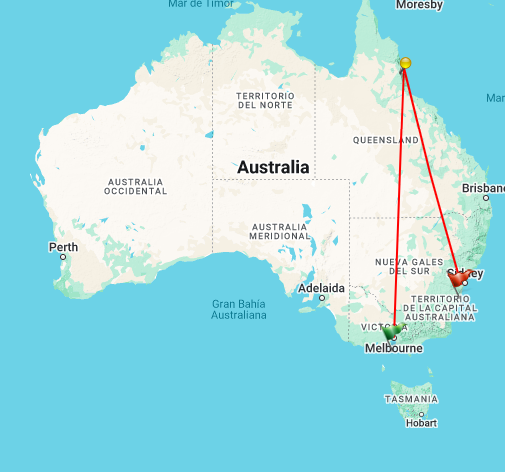 Mar de Timor
Moresby
TERRITORIO
DEL NORTE
Mar
QUEENSLAND
Australia
AUSTRALIA
OCCIDENTAL
Brisbane
AUSTRALIA
MERIDIONAL
Perth
NUEVA GALES
DEL SUR
Sídney
Adelaida
Gran Bahía
Australiana
TERRITORIO
DE LA CAPITAL
AUSTRALIANA
VICTORIA
Melbourne
TASMANIA
Hobart